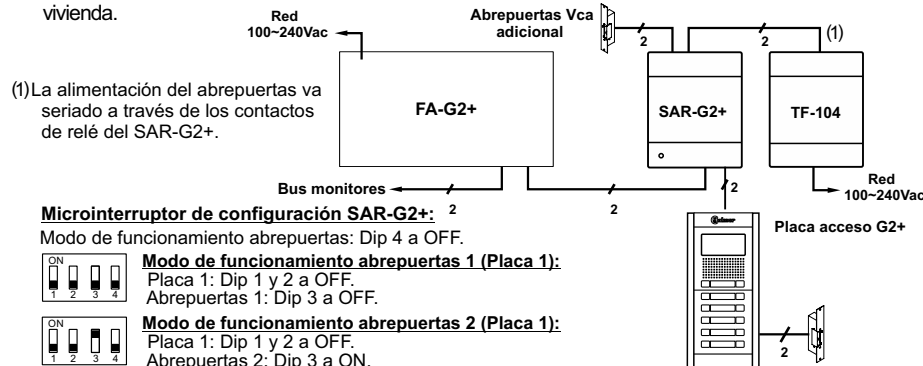 vivienda.
(1) La alimentación del abrepuertas va
seriado a través de los contactos
de relé del SAR-G2+.
Red
100~240Vac
Abrepuertas Vca
adicional
2
2
(1)
FA-G2+
SAR-G2+
TF-104
Red
100~240Vac
Bus monitores
2
2
2
Placa acceso G2+
Golmar
2
Microinterruptor de configuración SAR-G2+:
Modo de funcionamiento abrepuertas: Dip 4 a OFF.
ON
1 2 3 4
Modo de funcionamiento abrepuertas 1 (Placa 1):
Placa 1: Dip 1 y 2 a OFF.
Abrepuertas 1: Dip 3 a OFF.
ON
1 2 3 4
Modo de funcionamiento abrepuertas 2 (Placa 1):
Placa 1: Dip 1 y 2 a OFF.
Abrepuertas 2: Dip 3 a ON.